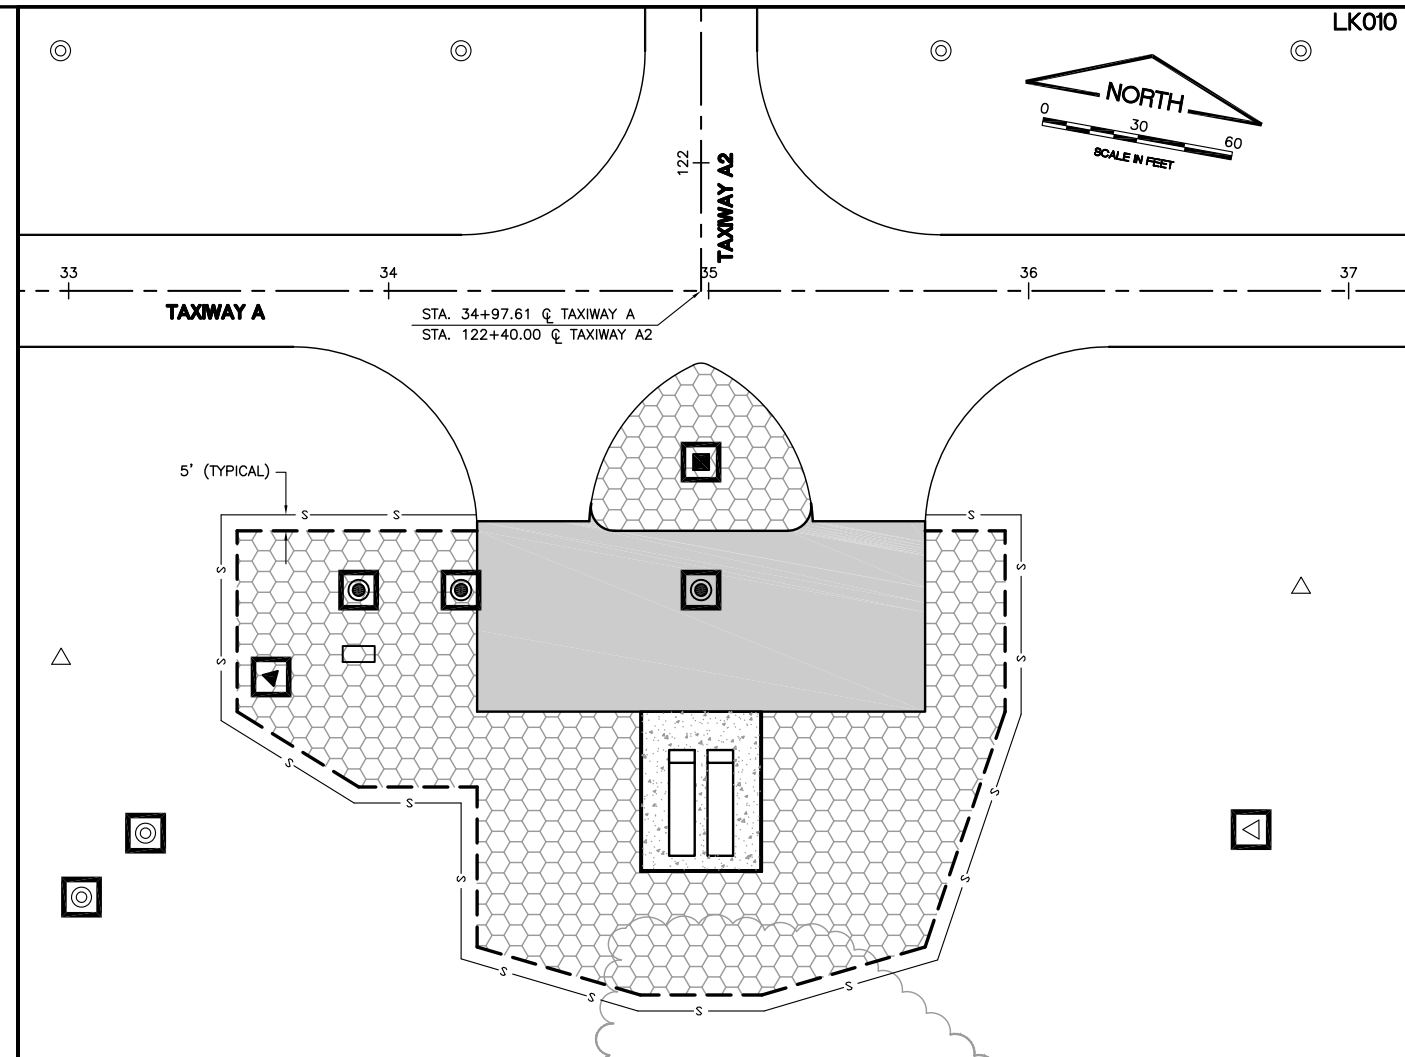 LK010
NORTH
0 30 60
SCALE IN FEET
122
TAXIWAY A2
33 34 35 36 37
TAXIWAY A
STA. 34+97.61 ℄ TAXIWAY A
STA. 122+40.00 ℄ TAXIWAY A2
5' (TYPICAL)
S S S
S S
S S
S S
S S
S S
S S
S S
S